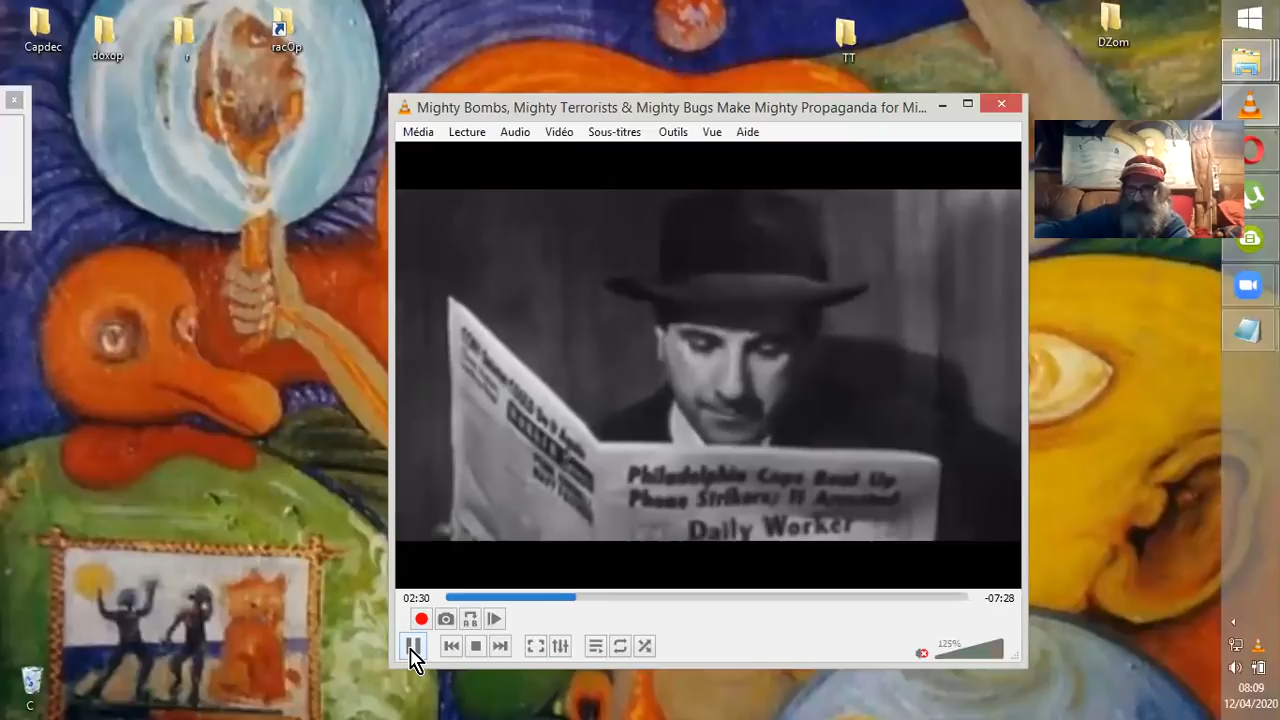 Capdec
doxop
r
racOp
TT
DZom
x
Mighty Bombs, Mighty Terrorists & Mighty Bugs Make Mighty Propaganda for Mi...
Média Lecture Audio Vidéo Sous-titres Outils Vue Aide
Philadelphia Cops Beat Up
Phone Strikers; 11 Arrested
Daily Worker
02:30
-07:28
A B
125%
C
08:09
12/04/2020